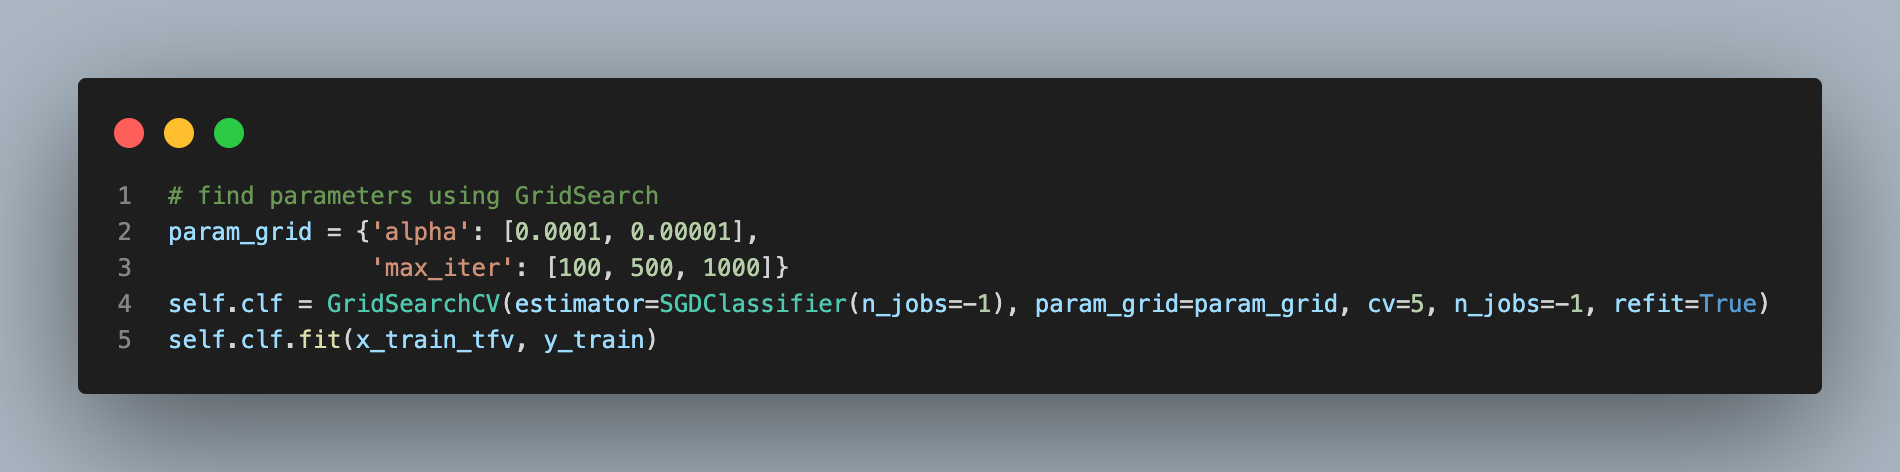 1 # find parameters using GridSearch
2 param_grid = {'alpha': [0.0001, 0.00001],
3 'max_iter': [100, 500, 1000]}
4 self.clf = GridSearchCV(estimator=SGDClassifier(n_jobs=-1), param_grid=param_grid, cv=5, n_jobs=-1, refit=True)
5 self.clf.fit(x_train_tfv, y_train)